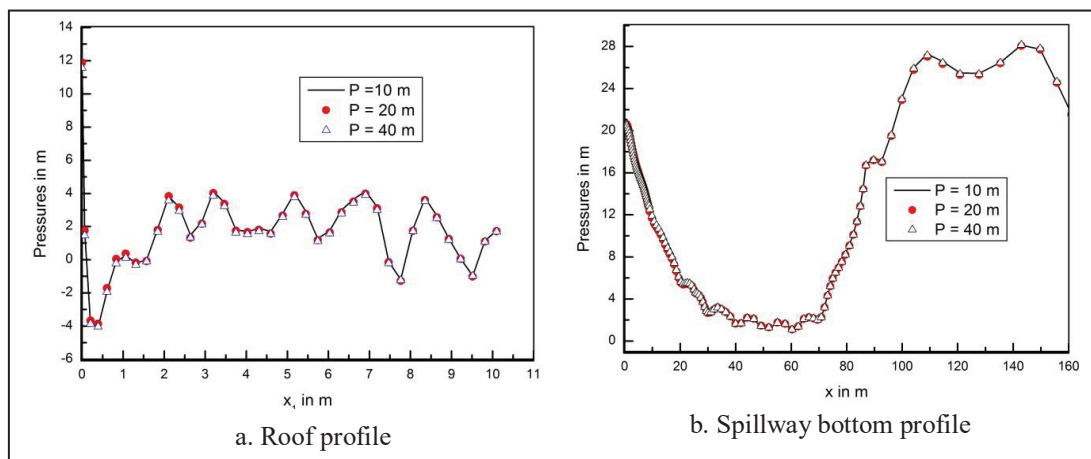 14
12
10
8
6
4
2
0
-2
-4
-6
Pressures in m
P =10 m
P = 20 m
P = 40 m
0 1 2 3 4 5 6 7 8 9 10 11
x, in m
a. Roof profile
28
24
20
16
12
8
4
0
Pressures in m
P = 10 m
P = 20 m
P = 40 m
0 20 40 60 80 100 120 140 160
x in m
b. Spillway bottom profile